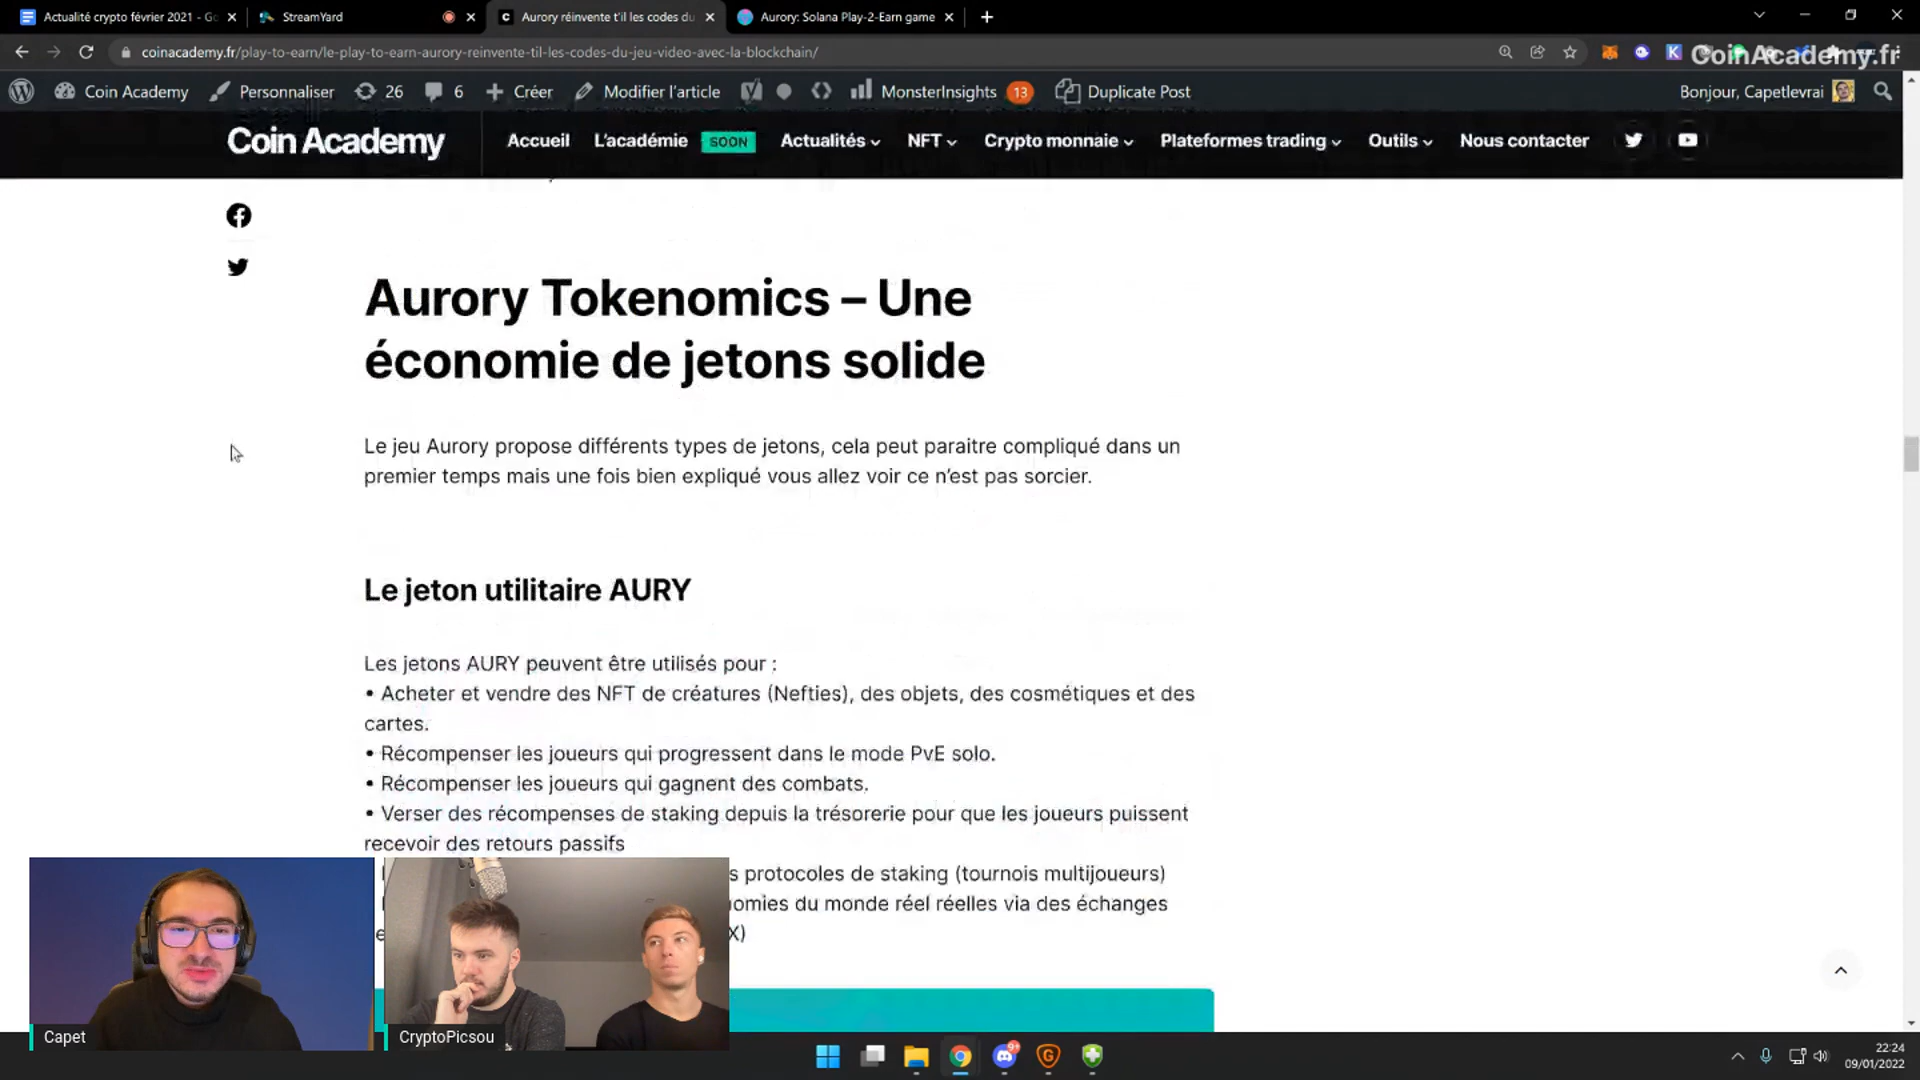 Actualité crypto février 2021 - Go
StreamYard
Aurory réinvente t'il les codes du
Aurory: Solana Play-2-Earn game
coinacademy.fr/play-to-earn/le-play-to-earn-aurory-reinvente-til-les-codes-du-jeu-video-avec-la-blockchain/
CoinAcademy.fr
Coin Academy
Personnaliser
26
6
Créer
Modifier l'article
MonsterInsights
13
Duplicate Post
Bonjour, Capetlevrai
Coin Academy
Accueil
L'académie
SOON
Actualités
NFT
Crypto monnaie
Plateformes trading
Outils
Nous contacter
Aurory Tokenomics – Une
économie de jetons solide
Le jeu Aurory propose différents types de jetons, cela peut paraitre compliqué dans un
premier temps mais une fois bien expliqué vous allez voir ce n'est pas sorcier.
Le jeton utilitaire AURY
Les jetons AURY peuvent être utilisés pour :
• Acheter et vendre des NFT de créatures (Nefties), des objets, des cosmétiques et des
cartes.
• Récompenser les joueurs qui progressent dans le mode PvE solo.
• Récompenser les joueurs qui gagnent des combats.
• Verser des récompenses de staking depuis la trésorerie pour que les joueurs puissent
recevoir des retours passifs
s protocoles de staking (tournois multijoueurs)
omies du monde réel réelles via des échanges
X)
Capet
CryptoPicsou
22:24
09/01/2022